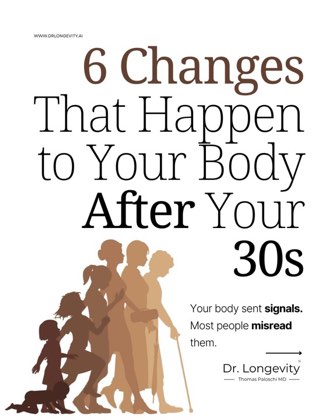 WWW.DRLONGEVITY.AI
6 Changes
That Happen
to Your Body
After Your
30s
Your body sent signals.
Most people misread
them.
Dr. Longevity
Thomas Paloschi MD